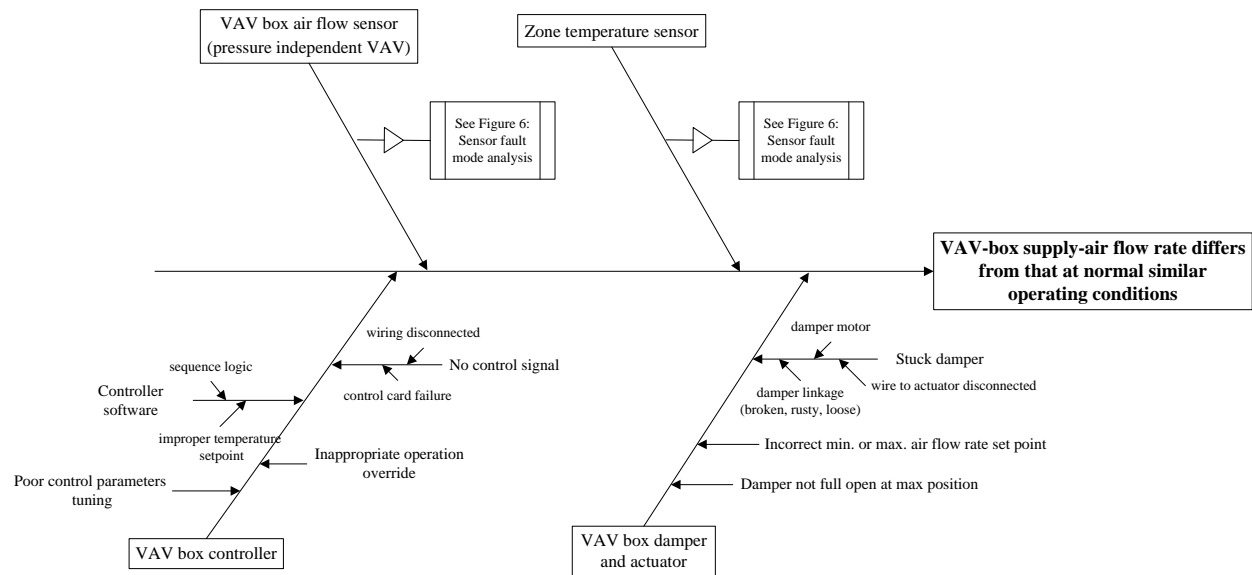 VAV box air flow sensor
(pressure independent VAV)
Zone temperature sensor
See Figure 6:
Sensor fault
mode analysis
See Figure 6:
Sensor fault
mode analysis
VAV-box supply-air flow rate differs
from that at normal similar
operating conditions
wiring disconnected
No control signal
control card failure
sequence logic
Controller
software
improper temperature
setpoint
Inappropriate operation
override
Poor control parameters
tuning
VAV box controller
damper motor
Stuck damper
wire to actuator disconnected
damper linkage
(broken, rusty, loose)
Incorrect min. or max. air flow rate set point
Damper not full open at max position
VAV box damper
and actuator